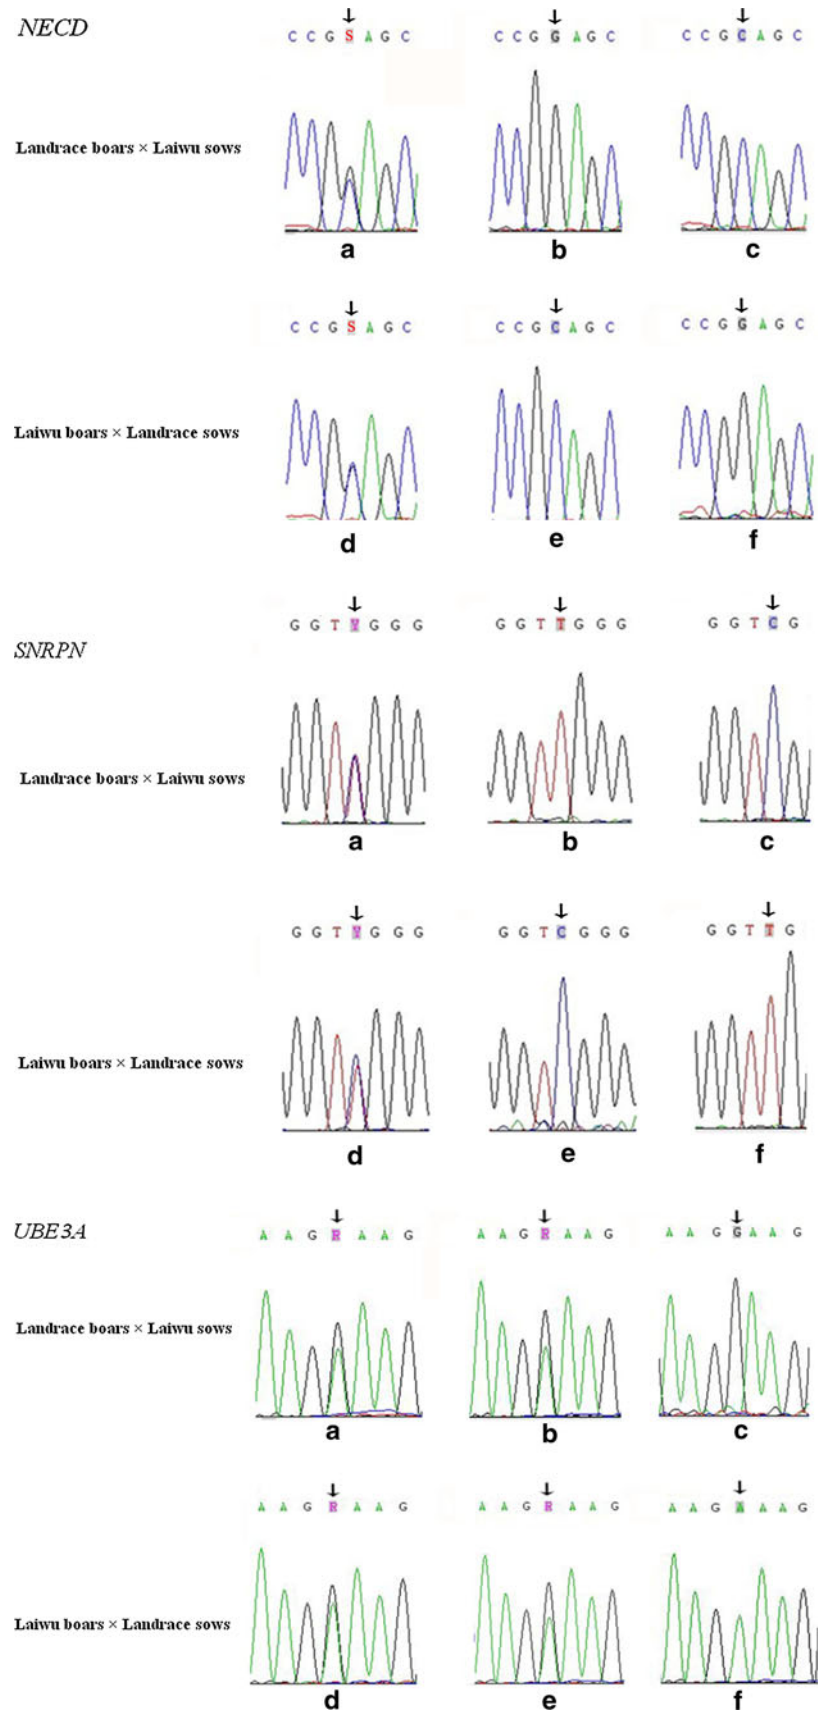 NECD
C C G S A G C
C C G G A G C
C C G C A G C
Landrace boars × Laiwu sows
a
b
c
C C G S A G C
C C G C A G C
C C G G A G C
Laiwu boars × Landrace sows
d
e
f
G G T Y G G G
G G T T G G G
G G T C G
SNRPN
Landrace boars × Laiwu sows
a
b
c
G G T Y G G G
G G T C G G G
G G T T G
Laiwu boars × Landrace sows
d
e
f
UBE3A
A A G R A A G
A A G R A A G
A A G G A A G
Landrace boars × Laiwu sows
a
b
c
A A G R A A G
A A G R A A G
A A G A A A G
Laiwu boars × Landrace sows
d
e
f